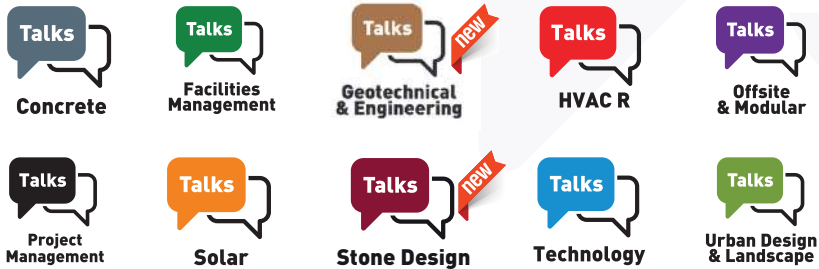 Talks
Concrete
Talks
Facilities
Management
Talks
new
Geotechnical
& Engineering
Talks
HVAC R
Talks
Offsite
& Modular
Talks
Project
Management
Talks
Solar
Talks
new
Stone Design
Talks
Technology
Talks
Urban Design
& Landscape